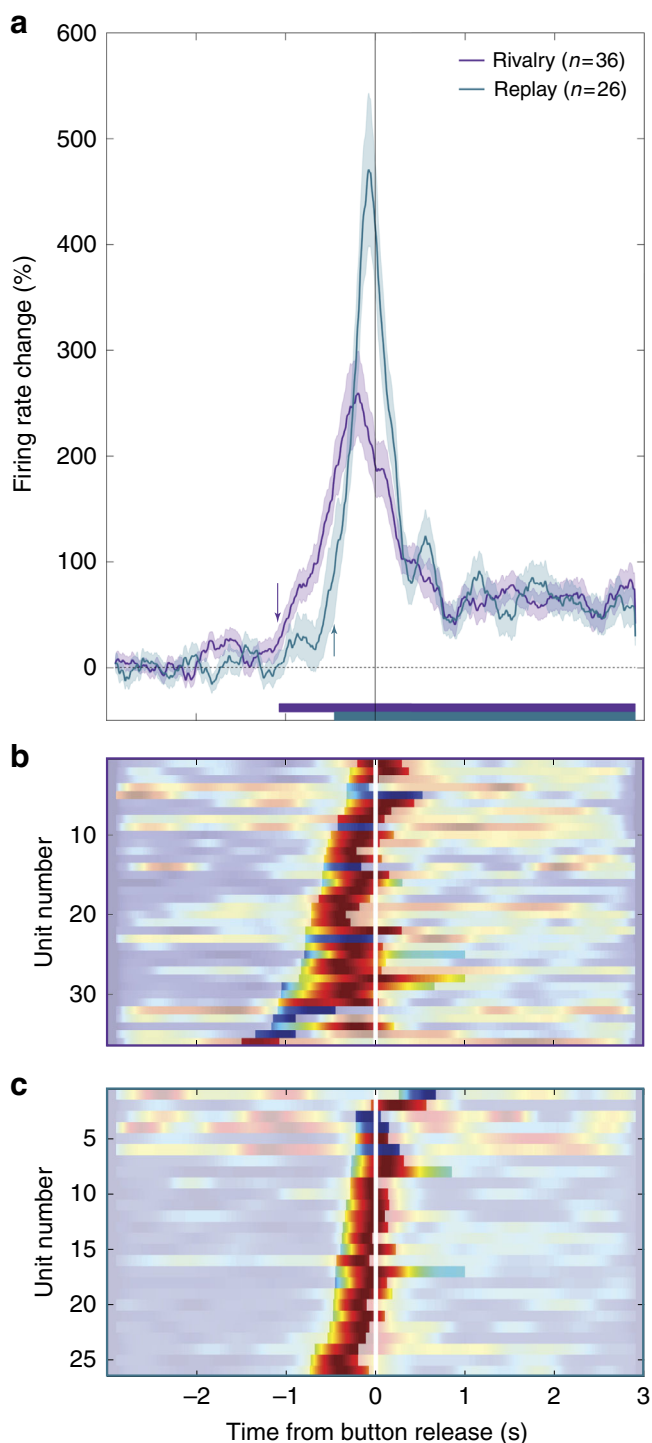 a
600
500
400
300
200
100
0
Firing rate change (%)
Rivalry (n=36)
Replay (n=26)
b
10
20
30
Unit number
c
5
10
15
20
25
Unit number
−2
−1
0
1
2
3
Time from button release (s)